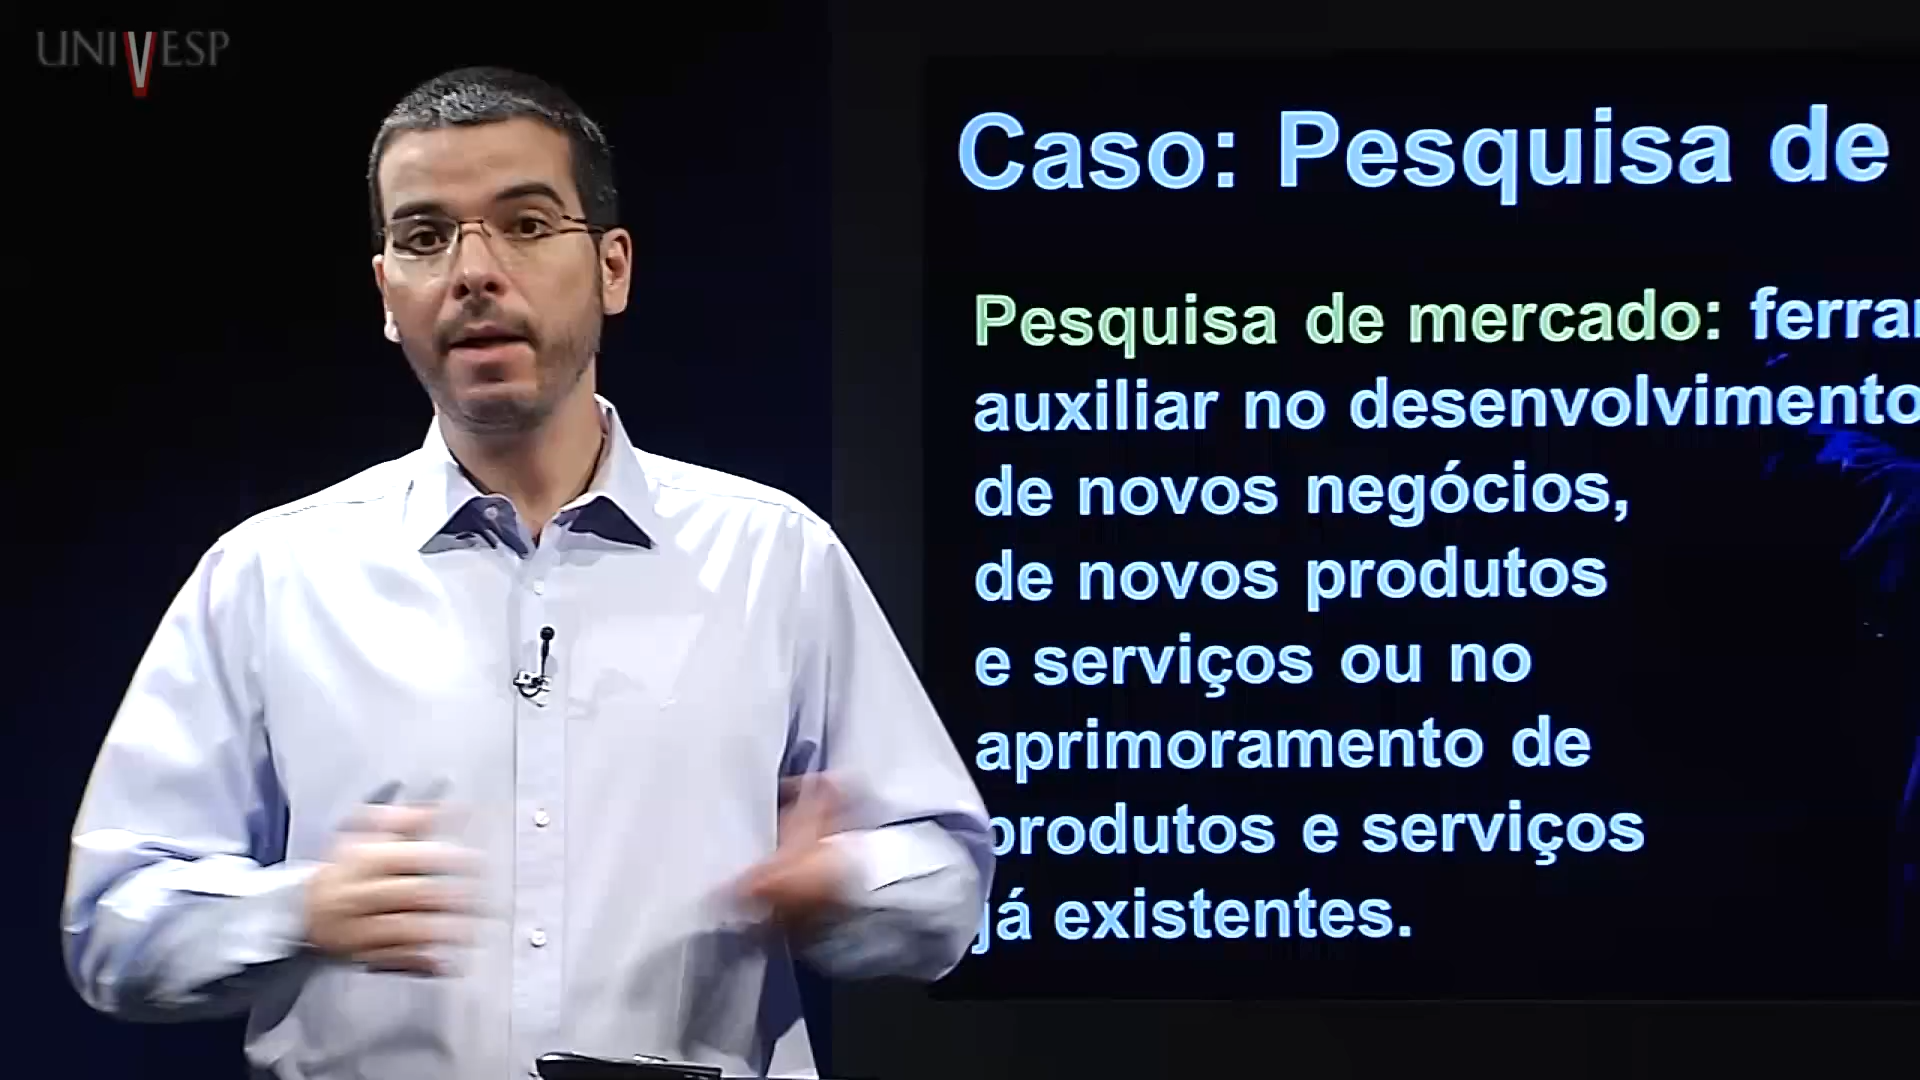 UNIVESP
Caso: Pesquisa de
Pesquisa de mercado: ferra
auxiliar no desenvolvimento
de novos negócios,
de novos produtos
e serviços ou no
aprimoramento de
produtos e serviços
já existentes.